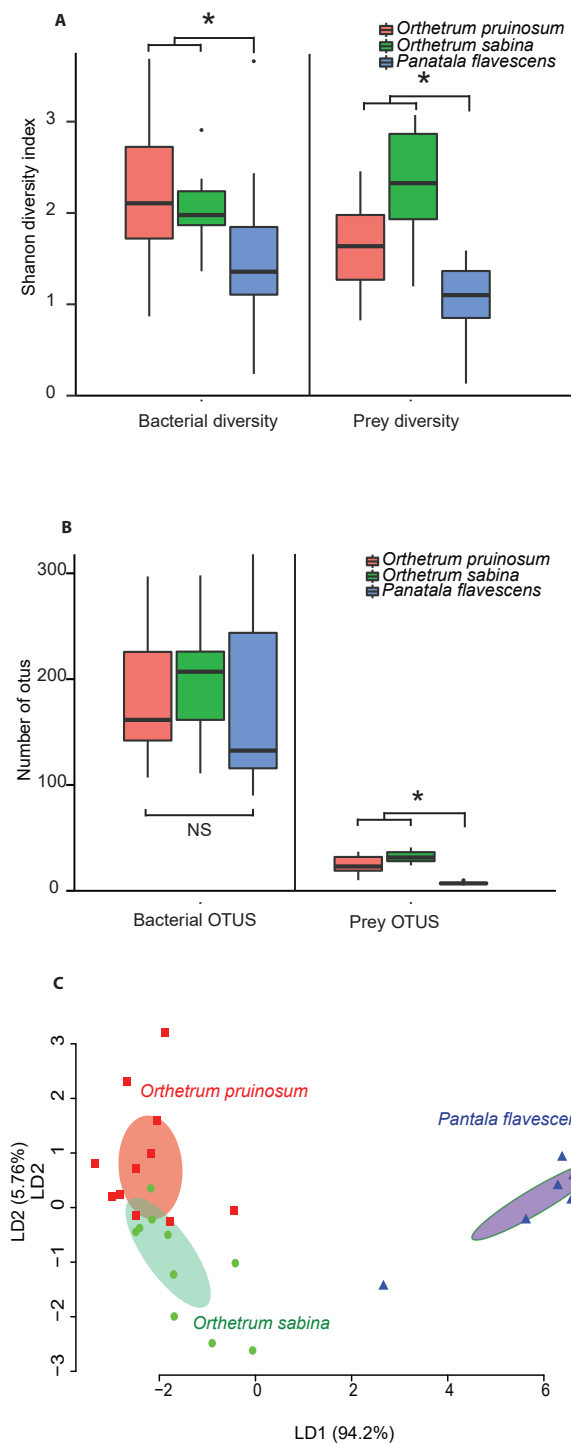 A
*
Orthetrum pruinosum
Orthetrum sabina
Panatala flavescens
*
3
2
1
0
Shanon diversity index
Bacterial diversity
Prey diversity
B
Orthetrum pruinosum
Orthetrum sabina
Panatala flavescens
300
200
100
0
Number of otus
NS
*
Bacterial OTUS
Prey OTUS
C
3
2
1
0
−1
−2
−3
LD2 (5.76%)
LD2
Orthetrum pruinosum
Pantala flavescen
Orthetrum sabina
−2
0
2
4
6
LD1 (94.2%)